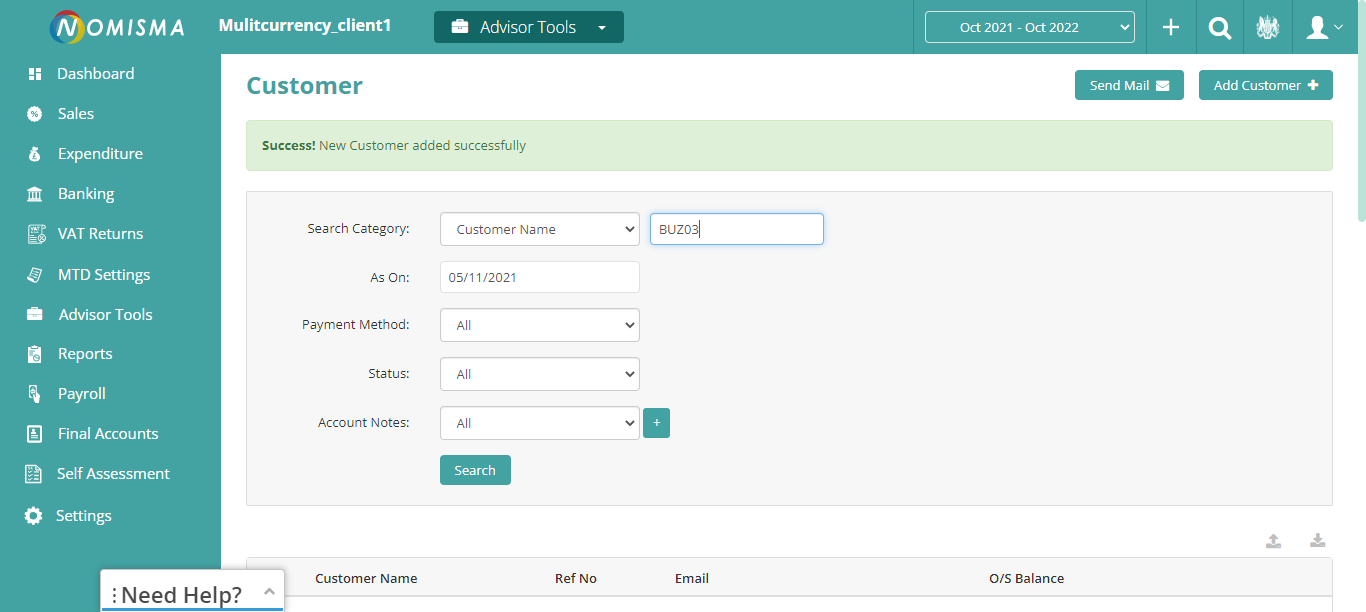 NOMISMA Mulitcurrency_client1 Advisor Tools Oct 2021 - Oct 2022
Dashboard
Sales
Expenditure
Banking
VAT Returns
MTD Settings
Advisor Tools
Reports
Payroll
Final Accounts
Self Assessment
Settings
Need Help?
Customer Send Mail Add Customer
Success! New Customer added successfully
Search Category: Customer Name BUZ03
As On: 05/11/2021
Payment Method: All
Status: All
Account Notes: All +
Search
Customer Name Ref No Email O/S Balance